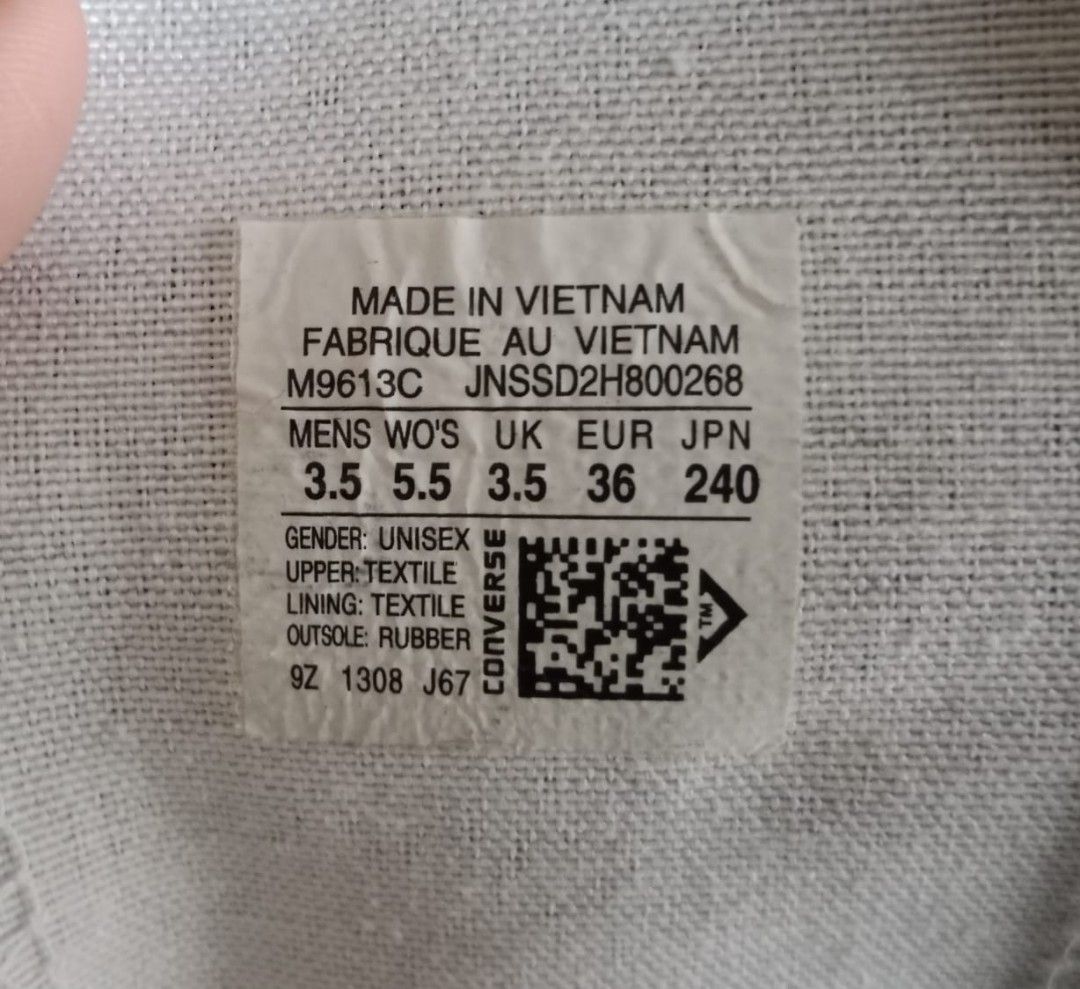 MADE IN VIETNAM
FABRIQUE AU VIETNAM
M9613C JNSSD2H800268
MENS WO'S UK EUR JPN
3.5 5.5 3.5 36 240
GENDER: UNISEX
UPPER: TEXTILE
LINING: TEXTILE
OUTSOLE: RUBBER
9Z 1308 J67
CONVERSE
TM